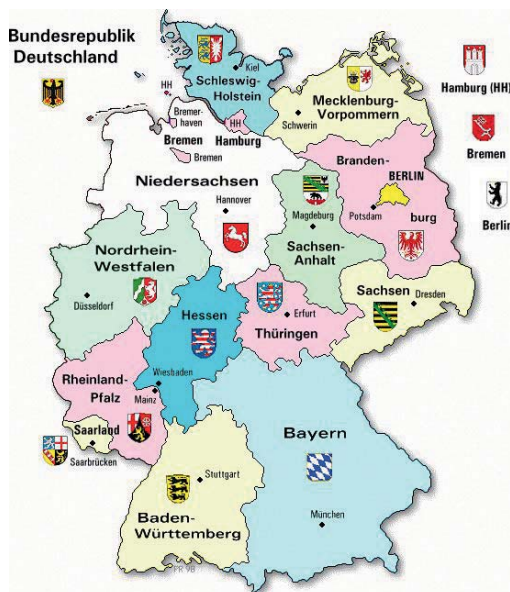 Bundesrepublik
Deutschland
Kiel
Schleswig-
Holstein
HH
Mecklenburg-
Vorpommern
Schwerin
Hamburg (HH)
Bremer-
haven
HH
Bremen
Hamburg
Bremen
Bremen
Niedersachsen
Hannover
Branden-
BERLIN
Potsdam
burg
Berlin
Magdeburg
Sachsen-
Anhalt
Nordrhein-
Westfalen
Düsseldorf
Hessen
Wiesbaden
Erfurt
Thüringen
Sachsen
Dresden
Rheinland-
Pfalz
Mainz
Saarland
Saarbrücken
Bayern
München
Stuttgart
Baden-
Württemberg
PR 98